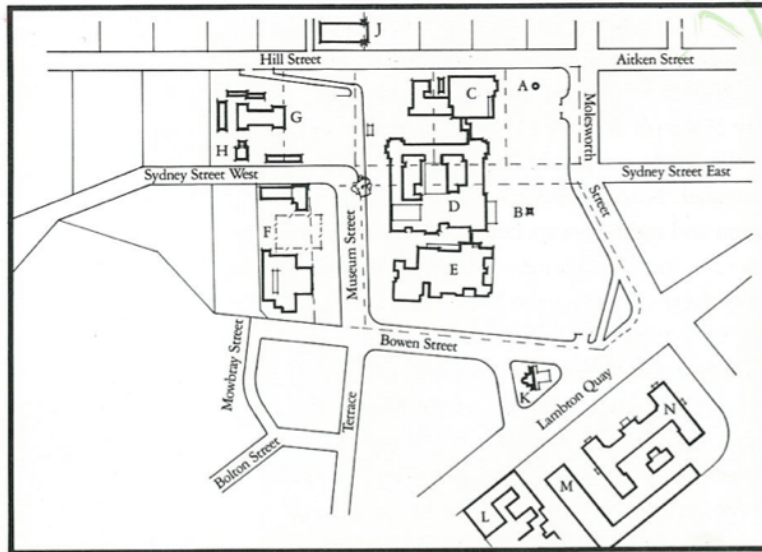 J
Hill Street
Aitken Street
C
A
Molesworth
Street
G
H
Sydney Street West
Sydney Street East
D
B
F
Museum Street
E
Bowen Street
Mowbray Street
Terrace
Bolton Street
K
Lambton Quay
N
M
L